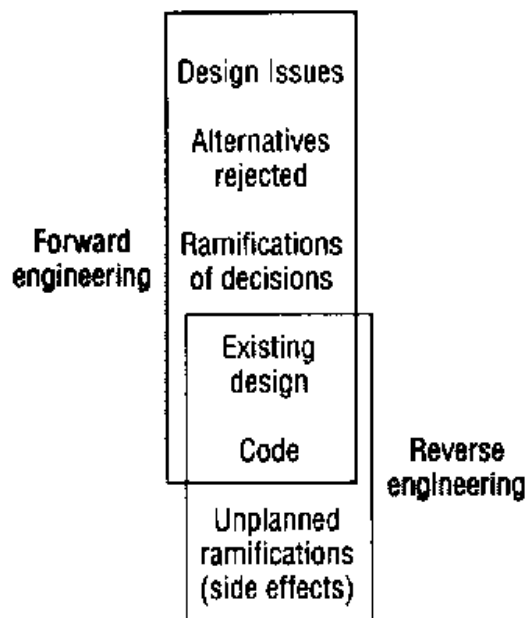 Design Issues
Alternatives
rejected
Forward
engineering
Ramifications
of decisions
Existing
design
Code
Reverse
engineering
Unplanned
ramifications
(side effects)